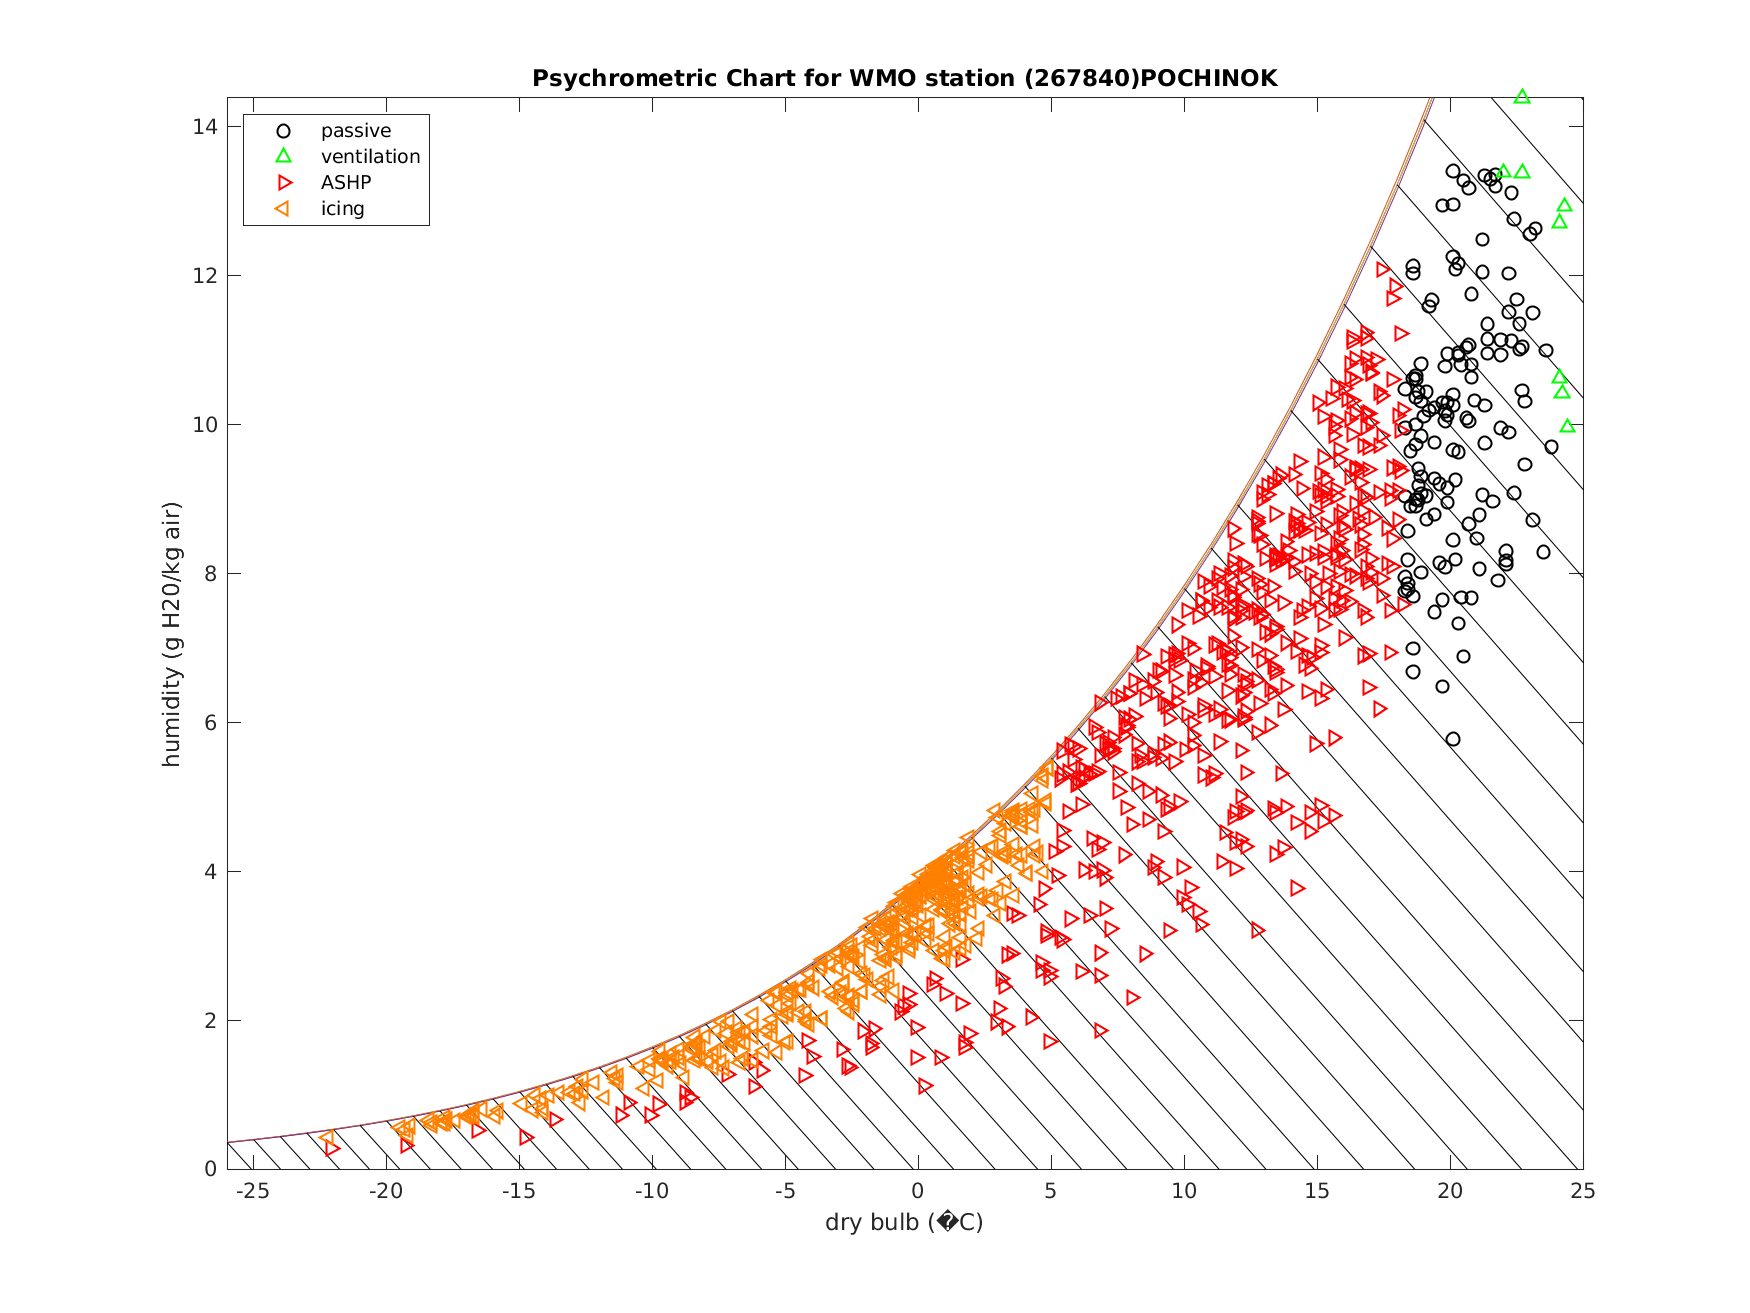 Psychrometric Chart for WMO station (267840)POCHINOK
passive
ventilation
ASHP
icing
14
12
10
8
6
4
2
0
humidity (g H20/kg air)
-25 -20 -15 -10 -5 0 5 10 15 20 25
dry bulb (�C)